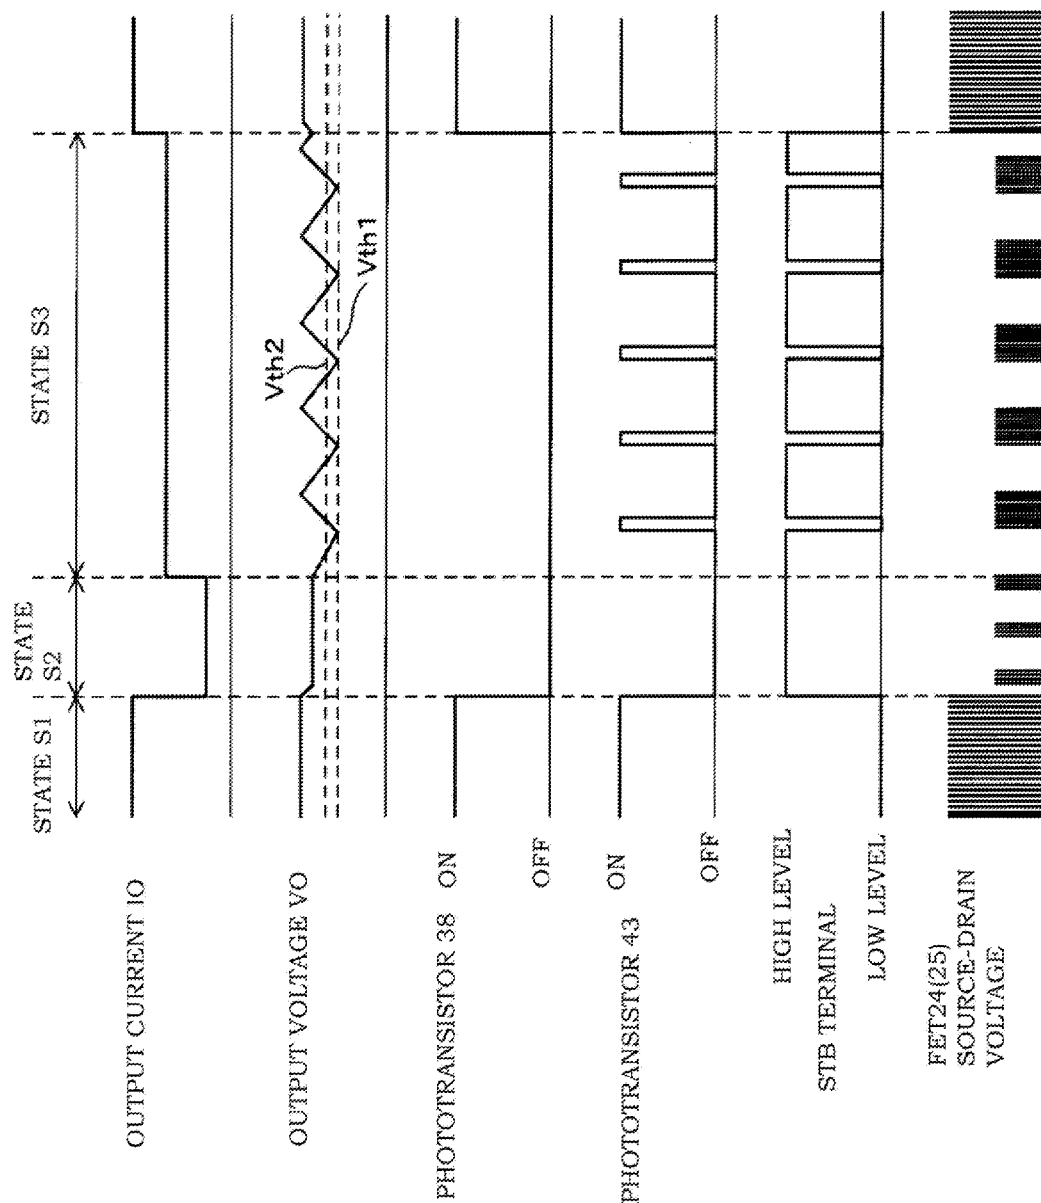 STATE S1
STATE
S2
STATE S3
OUTPUT CURRENT IO
OUTPUT VOLTAGE VO
Vth2
Vth1
PHOTOTRANSISTOR 38
ON
OFF
PHOTOTRANSISTOR 43
ON
OFF
HIGH LEVEL
STB TERMINAL
LOW LEVEL
FET24(25)
SOURCE-DRAIN
VOLTAGE